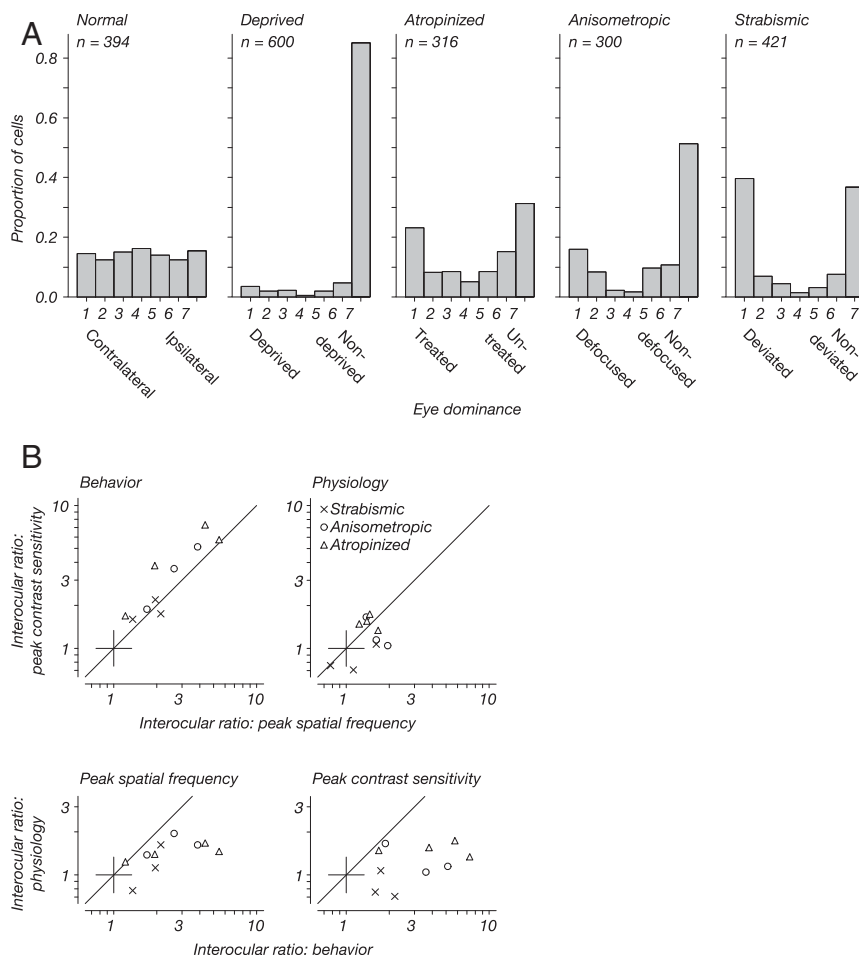 A
Normal
n = 394
Deprived
n = 600
Atropinized
n = 316
Anisometropic
n = 300
Strabismic
n = 421
Proportion of cells
0.8
0.6
0.4
0.2
0.0
1 2 3 4 5 6 7
1 2 3 4 5 6 7
1 2 3 4 5 6 7
1 2 3 4 5 6 7
1 2 3 4 5 6 7
Contralateral
Ipsilateral
Deprived
Non-
deprived
Treated
Un-
treated
Defocused
Non-
defocused
Deviated
Non-
deviated
Eye dominance
B
Behavior
Physiology
Interocular ratio:
peak contrast sensitivity
10
3
1
1 3 10
10
3
1
× Strabismic
○ Anisometropic
△ Atropinized
1 3 10
Interocular ratio: peak spatial frequency
Peak spatial frequency
Peak contrast sensitivity
Interocular ratio:
physiology
3
1
1 3 10
3
1
1 3 10
Interocular ratio: behavior